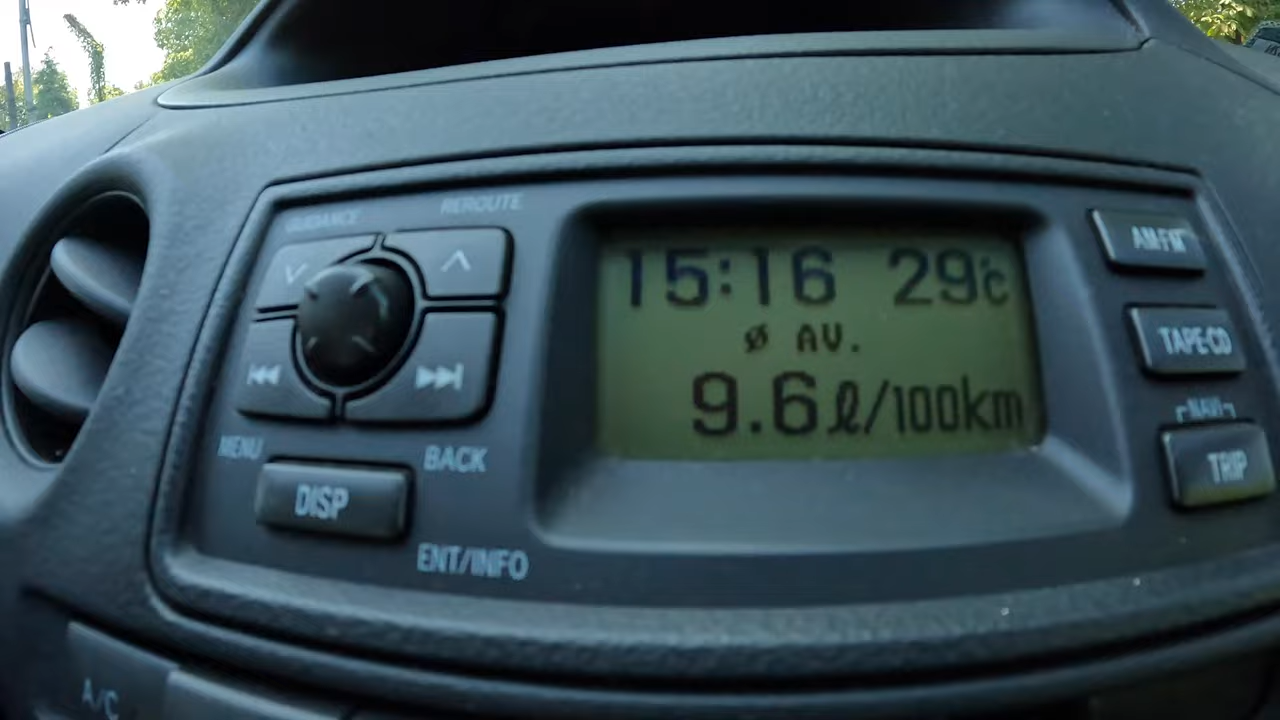 GUIDANCE REROUTE
15:16 29°c
AM·FM
ø AV.
TAPE·CD
9.6 ℓ/100km
NAVI
MENU BACK
TRIP
DISP
ENT/INFO
A/C